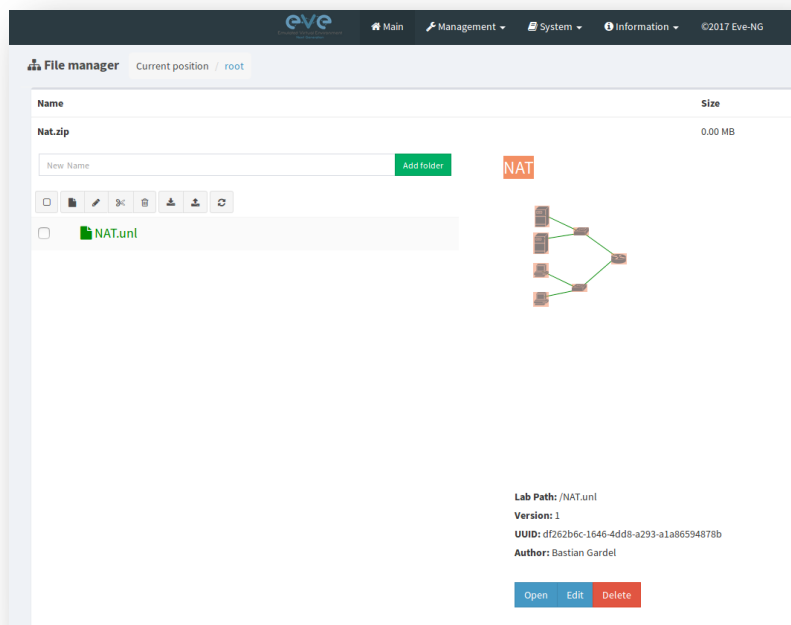 eve
Main Management System Information ©2017 Eve-NG
File manager Current position / root
Name Size
Nat.zip 0.00 MB
New Name Add folder
NAT
NAT.unl
Lab Path: /NAT.unl
Version: 1
UUID: df262b6c-1646-4dd8-a293-a1a86594878b
Author: Bastian Gardel
Open Edit Delete